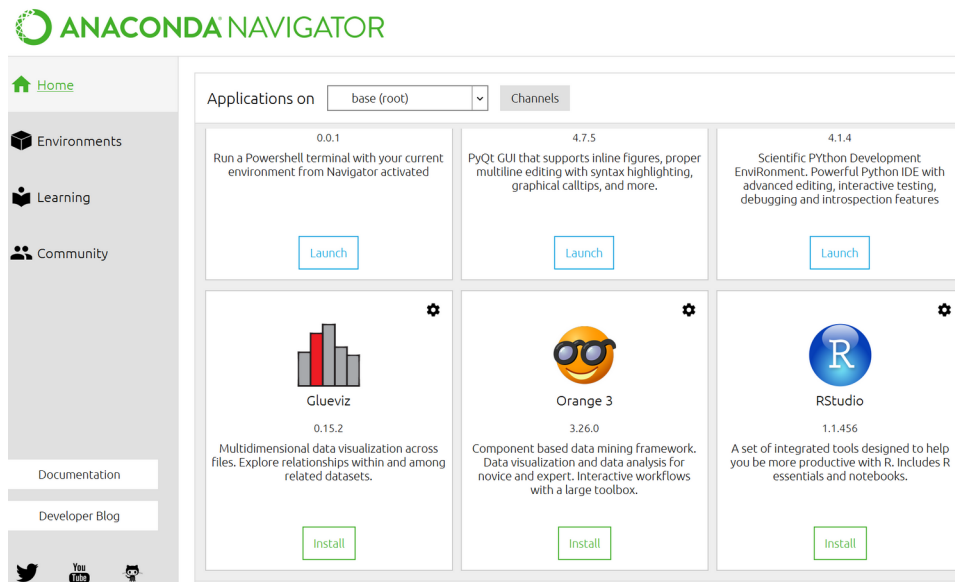 ANACONDA NAVIGATOR
Home
Environments
Learning
Community
Documentation
Developer Blog
You
Tube
Applications on
base (root)
Channels
0.0.1
Run a Powershell terminal with your current
environment from Navigator activated
Launch
4.7.5
PyQt GUI that supports inline figures, proper
multiline editing with syntax highlighting,
graphical calltips, and more.
Launch
4.1.4
Scientific PYthon Development
EnviRonment. Powerful Python IDE with
advanced editing, interactive testing,
debugging and introspection features
Launch
Glueviz
0.15.2
Multidimensional data visualization across
files. Explore relationships within and among
related datasets.
Install
Orange 3
3.26.0
Component based data mining framework.
Data visualization and data analysis for
novice and expert. Interactive workflows
with a large toolbox.
Install
R
RStudio
1.1.456
A set of integrated tools designed to help
you be more productive with R. Includes R
essentials and notebooks.
Install